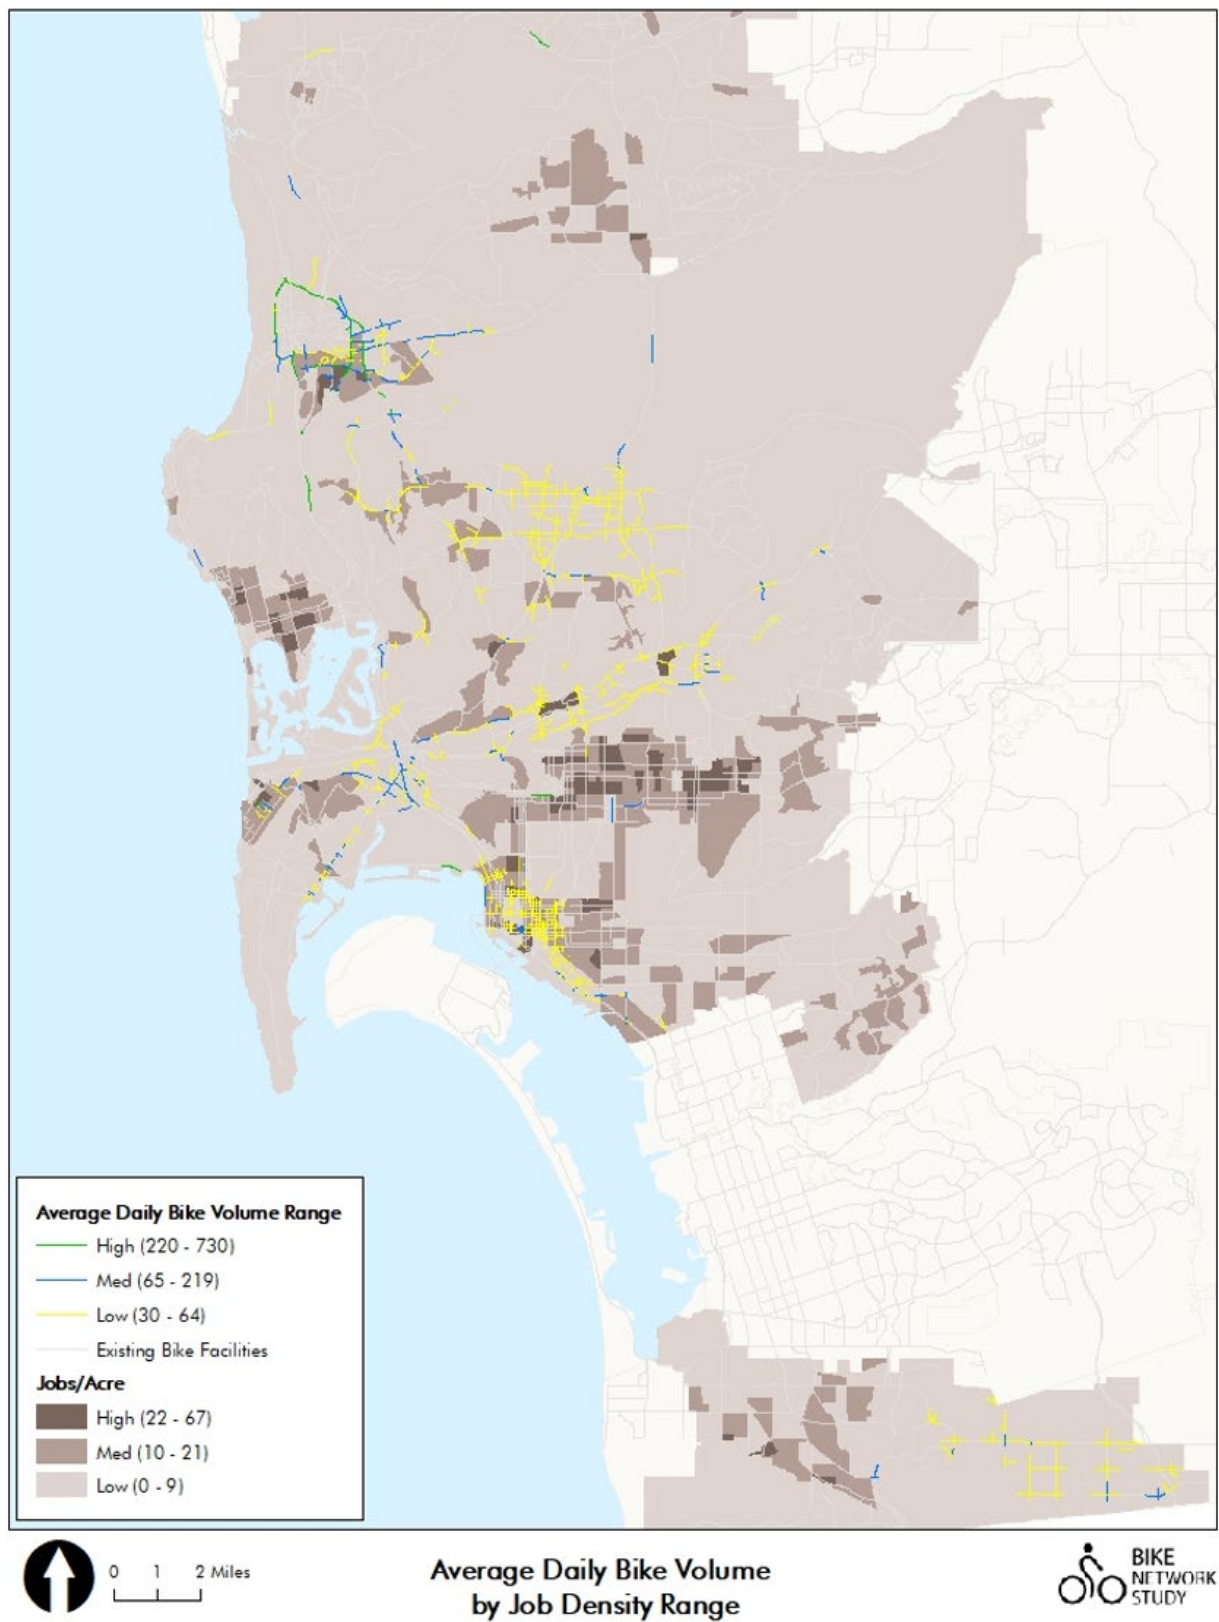 Average Daily Bike Volume Range
High (220 - 730)
Med (65 - 219)
Low (30 - 64)
Existing Bike Facilities
Jobs/Acre
High (22 - 67)
Med (10 - 21)
Low (0 - 9)
0 1 2 Miles
Average Daily Bike Volume
by Job Density Range
BIKE
NETWORK
STUDY